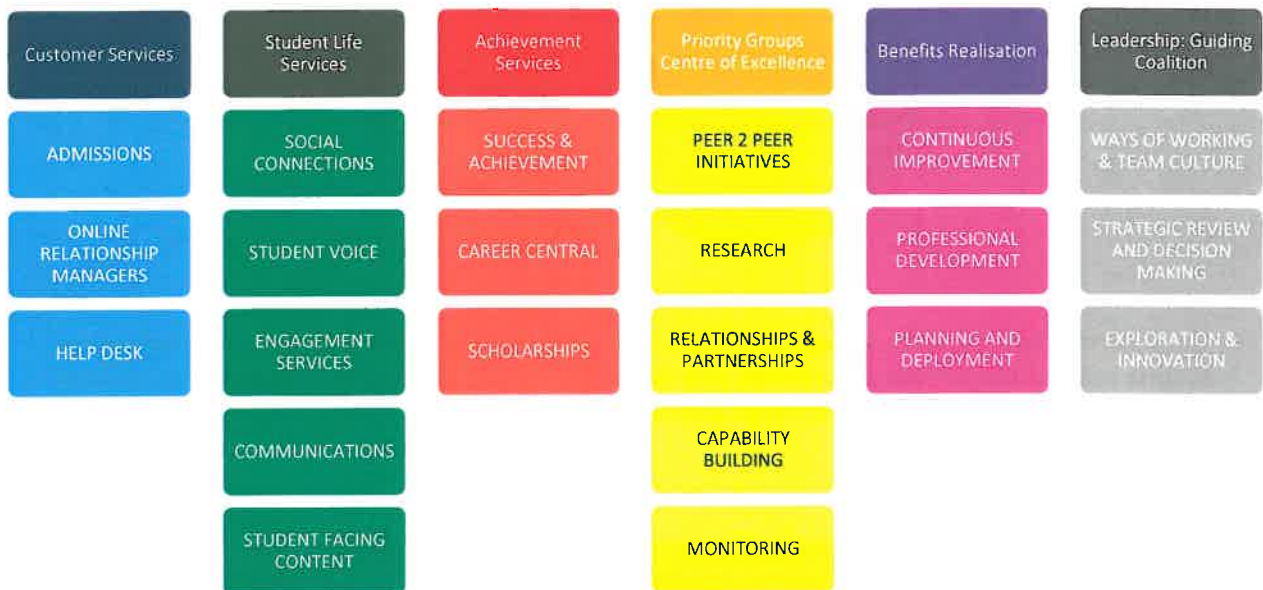 Customer Services
Student Life
Services
Achievement
Services
Priority Groups
Centre of Excellence
Benefits Realisation
Leadership: Guiding
Coalition
ADMISSIONS
SOCIAL
CONNECTIONS
SUCCESS &
ACHIEVEMENT
PEER 2 PEER
INITIATIVES
CONTINUOUS
IMPROVEMENT
WAYS OF WORKING
& TEAM CULTURE
ONLINE
RELATIONSHIP
MANAGERS
STUDENT VOICE
CAREER CENTRAL
RESEARCH
PROFESSIONAL
DEVELOPMENT
STRATEGIC REVIEW
AND DECISION
MAKING
HELP DESK
ENGAGEMENT
SERVICES
SCHOLARSHIPS
RELATIONSHIPS &
PARTNERSHIPS
PLANNING AND
DEPLOYMENT
EXPLORATION &
INNOVATION
COMMUNICATIONS
CAPABILITY
BUILDING
STUDENT FACING
CONTENT
MONITORING